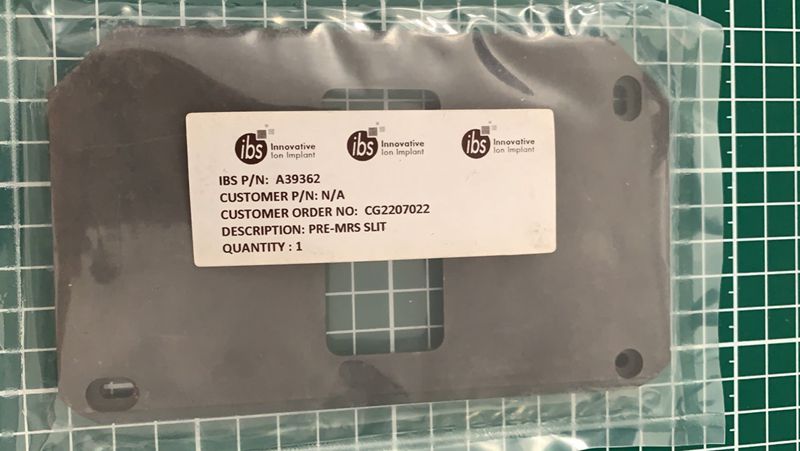 ibs Innovative Ion Implant
ibs Innovative Ion Implant
ibs Innovative Ion Implant
IBS P/N: A39362
CUSTOMER P/N: N/A
CUSTOMER ORDER NO: CG2207022
DESCRIPTION: PRE-MRS SLIT
QUANTITY : 1